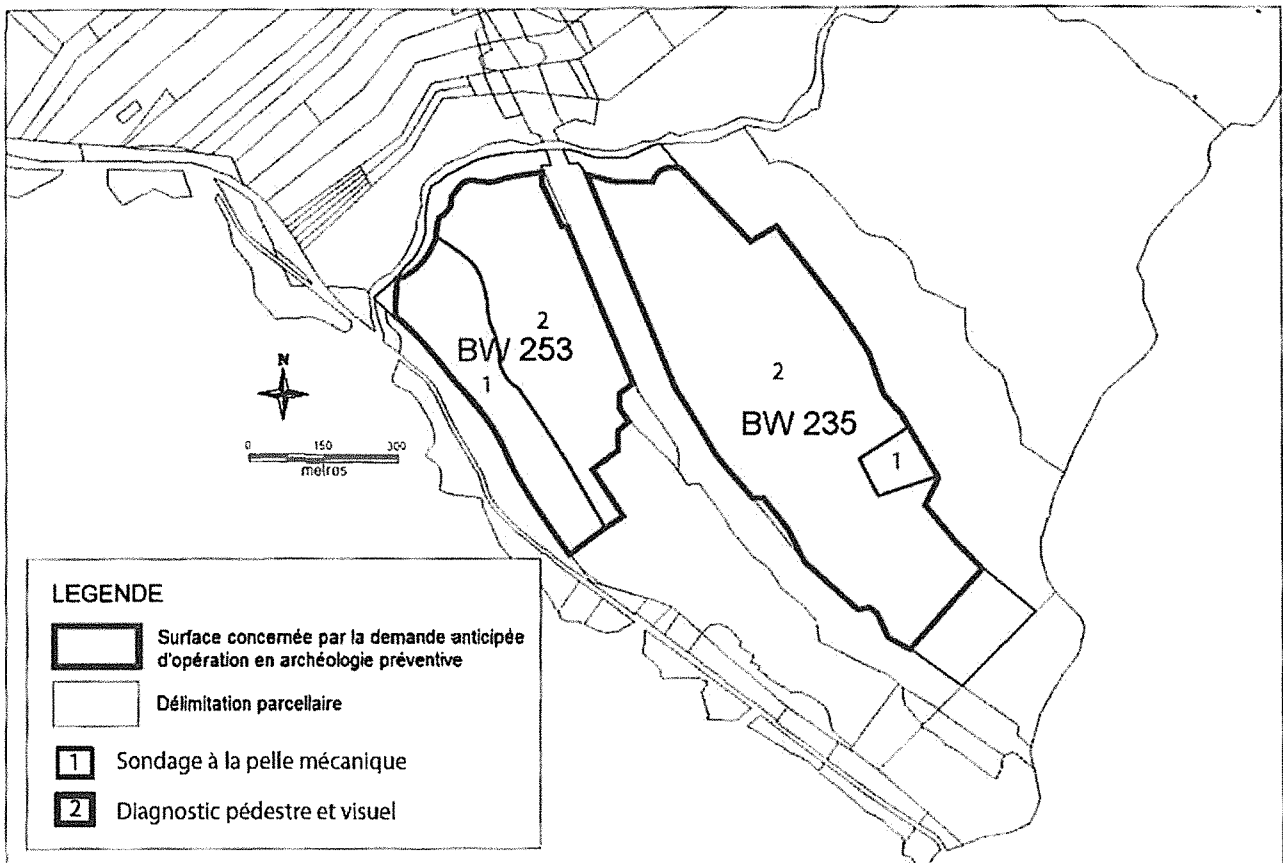 2
BW 253
1
2
BW 235
1
N
0 150 300
metres
LEGENDE
Surface concernée par la demande anticipée
d'opération en archéologie préventive
Délimitation parcellaire
1 Sondage à la pelle mécanique
2 Diagnostic pédestre et visuel